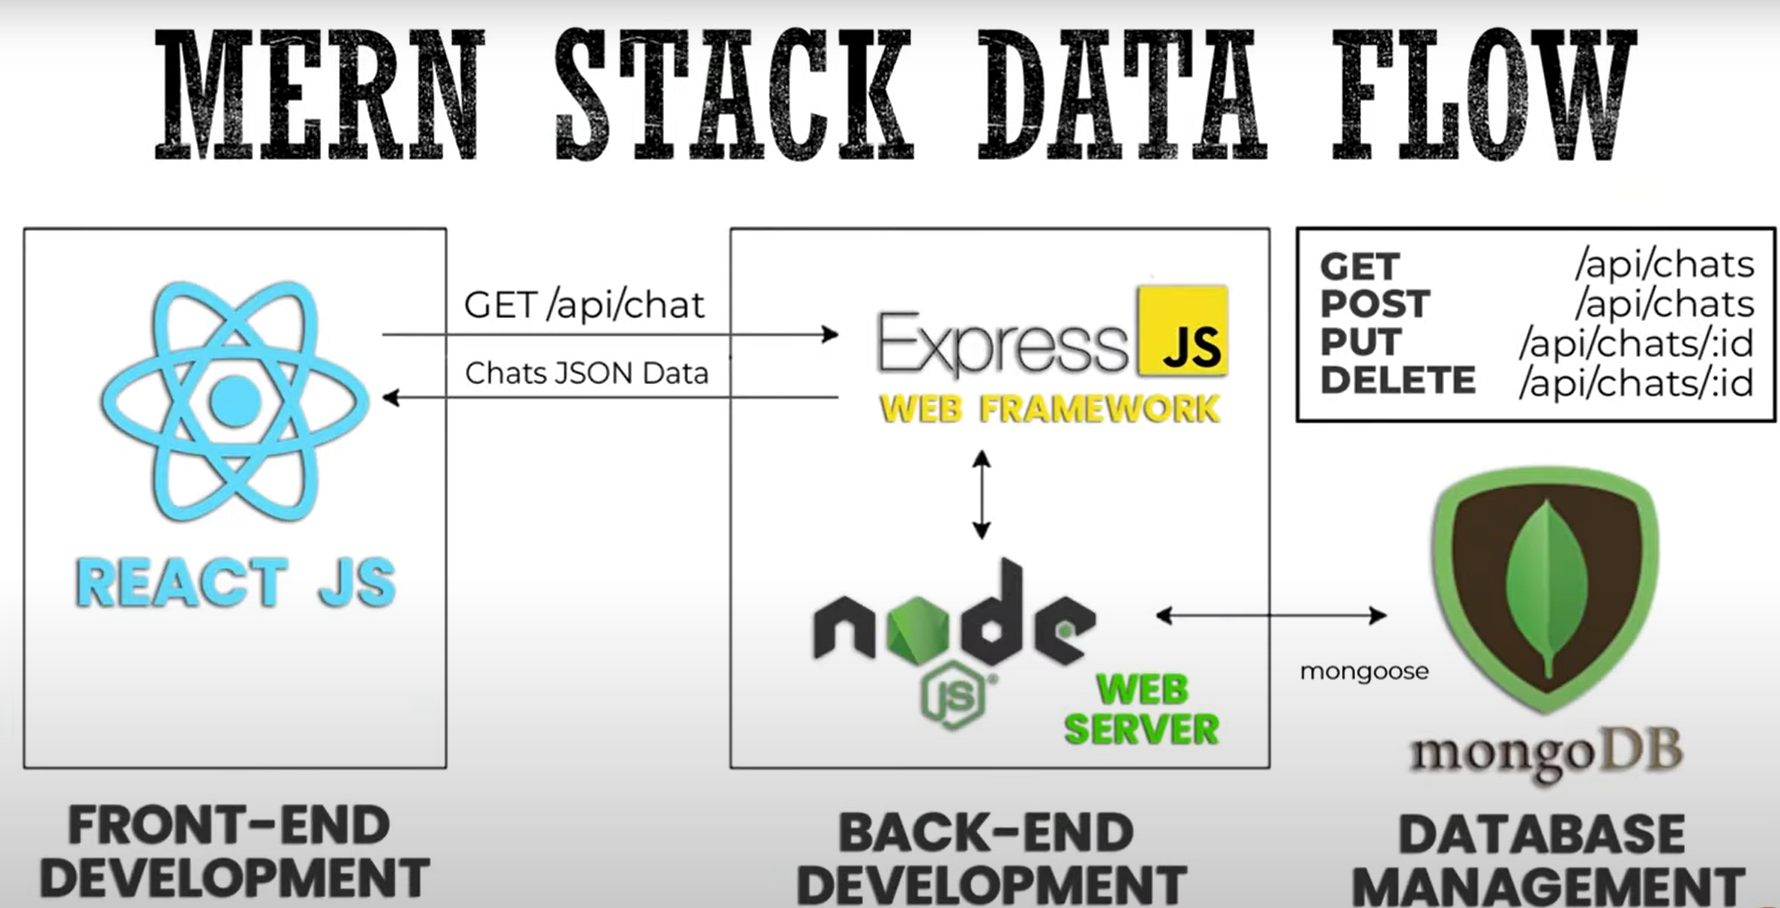 MERN STACK DATA FLOW
GET /api/chat
Chats JSON Data
REACT JS
FRONT-END
DEVELOPMENT
Express JS
WEB FRAMEWORK
node
JS
WEB
SERVER
BACK-END
DEVELOPMENT
GET /api/chats
POST /api/chats
PUT /api/chats/:id
DELETE /api/chats/:id
mongoose
mongoDB
DATABASE
MANAGEMENT